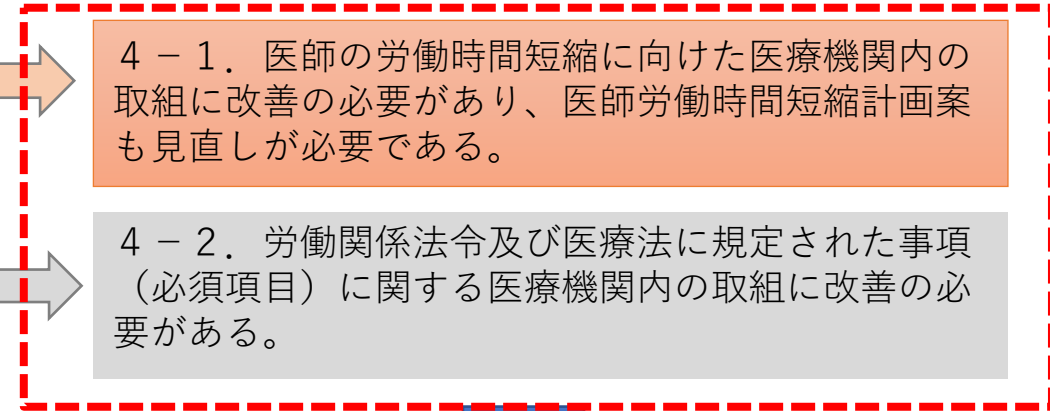 ４－１．医師の労働時間短縮に向けた医療機関内の
取組に改善の必要があり、医師労働時間短縮計画案
も見直しが必要である。
４－２．労働関係法令及び医療法に規定された事項
（必須項目）に関する医療機関内の取組に改善の必
要がある。